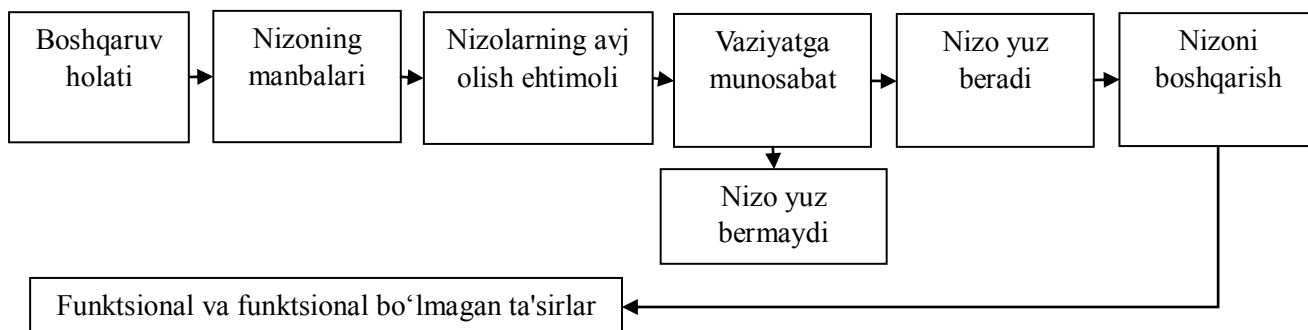 Boshqaruv
holati
Nizoning
manbalari
Nizolarning avj
olish ehtimoli
Vaziyatga
munosabat
Nizo yuz
beradi
Nizoni
boshqarish
Nizo yuz
bermaydi
Funktsional va funktsional bo‘lmagan ta'sirlar